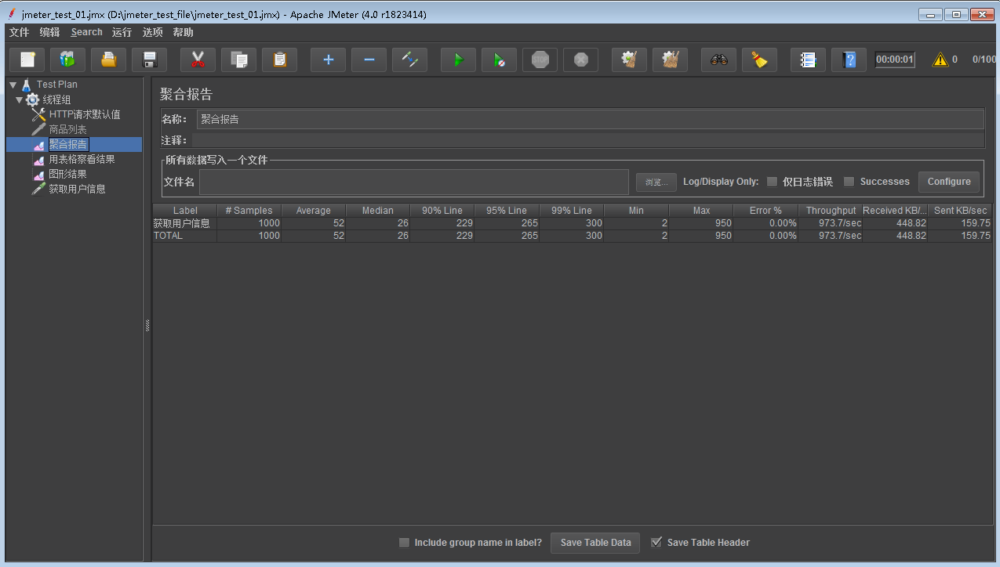 jmeter_test_01.jmx (D:\jmeter_test_file\jmeter_test_01.jmx) - Apache JMeter (4.0 r1823414)
文件 编辑 Search 运行 选项 帮助
STOP 00:00:01 0 0/100
Test Plan
线程组
HTTP请求默认值
商品列表
聚合报告
用表格察看结果
图形结果
获取用户信息
聚合报告
名称： 聚合报告
注释：
所有数据写入一个文件
文件名 浏览... Log/Display Only: 仅日志错误 Successes Configure
Label # Samples Average Median 90% Line 95% Line 99% Line Min Max Error % Throughput Received KB/... Sent KB/sec
获取用户信息 1000 52 26 229 265 300 2 950 0.00% 973.7/sec 448.82 159.75
TOTAL 1000 52 26 229 265 300 2 950 0.00% 973.7/sec 448.82 159.75
Include group name in label? Save Table Data Save Table Header